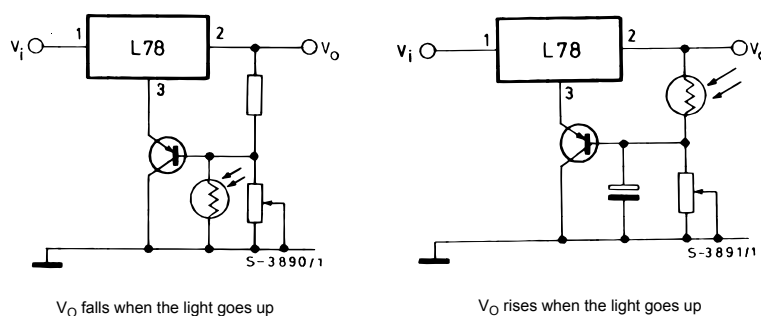 Vi 1 L78 2 VO
3
S-3890/1
VO falls when the light goes up
Vi 1 L78 2 VO
3
S-3891/1
VO rises when the light goes up